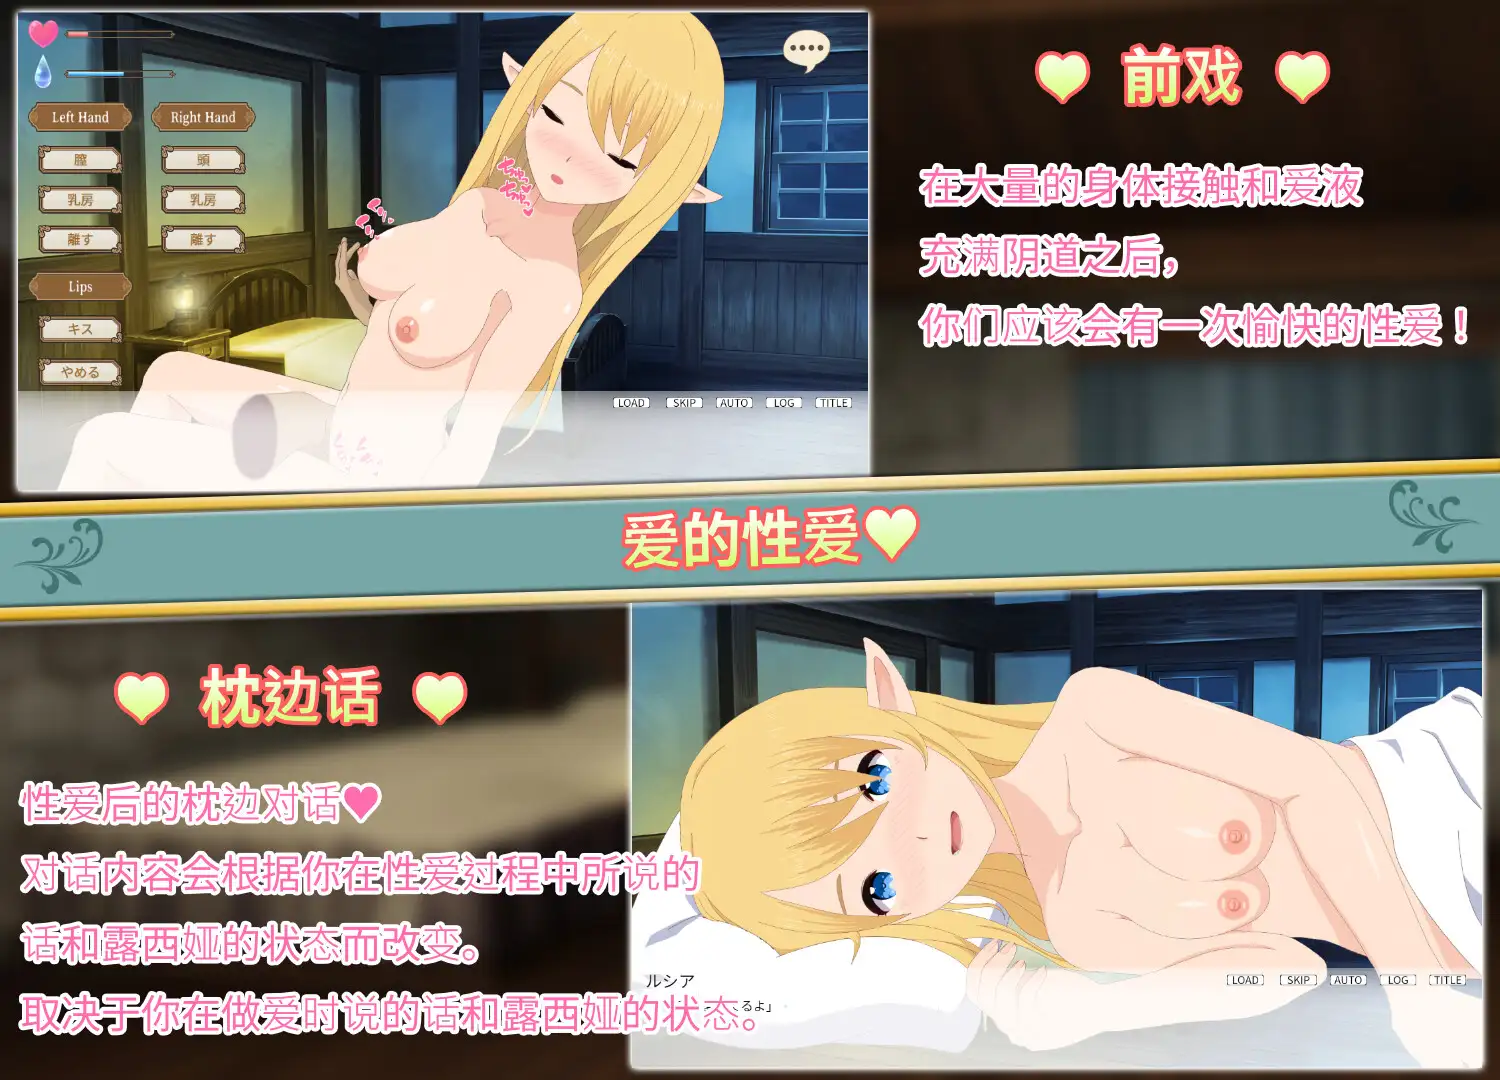 Left Hand
Right Hand
膣
頭
乳房
乳房
離す
離す
Lips
キス
やめる
LOAD
SKIP
AUTO
LOG
TITLE
前戏
在大量的身体接触和爱液
充满阴道之后，
你们应该会有一次愉快的性爱！
爱的性爱♥
枕边话
性爱后的枕边对话♥
对话内容会根据你在性爱过程中所说的
话和露西娅的状态而改变。
取决于你在做爱时说的话和露西娅的状态。
ルシア
るよ」
LOAD
SKIP
AUTO
LOG
TITLE